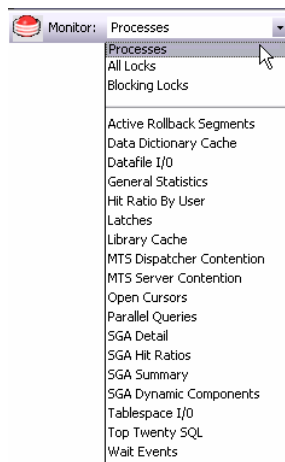 Monitor: Processes
Processes
All Locks
Blocking Locks
Active Rollback Segments
Data Dictionary Cache
Datafile I/0
General Statistics
Hit Ratio By User
Latches
Library Cache
MTS Dispatcher Contention
MTS Server Contention
Open Cursors
Parallel Queries
SGA Detail
SGA Hit Ratios
SGA Summary
SGA Dynamic Components
Tablespace I/0
Top Twenty SQL
Wait Events